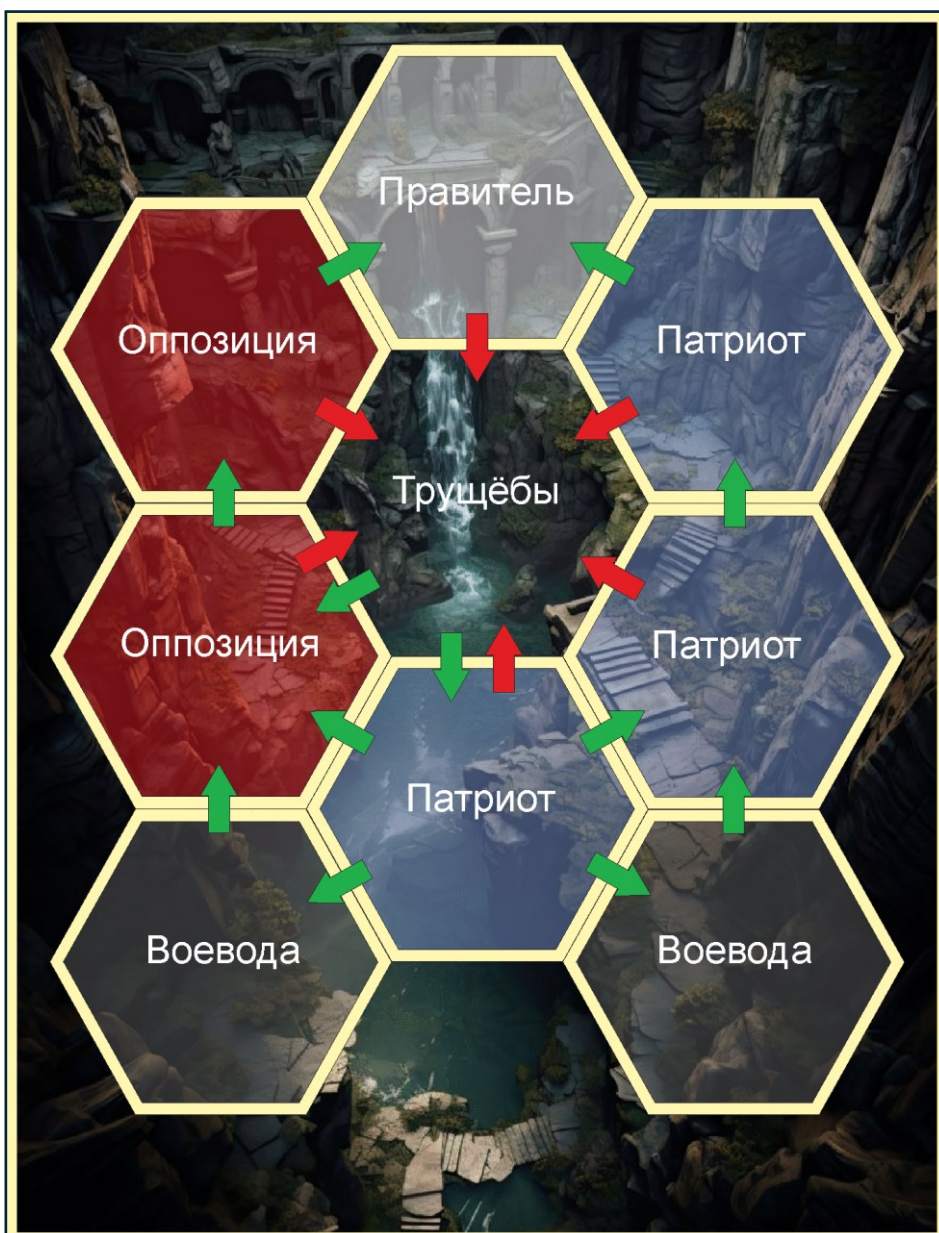 Правитель
Оппозиция
Патриот
Трущёбы
Оппозиция
Патриот
Патриот
Воевода
Воевода